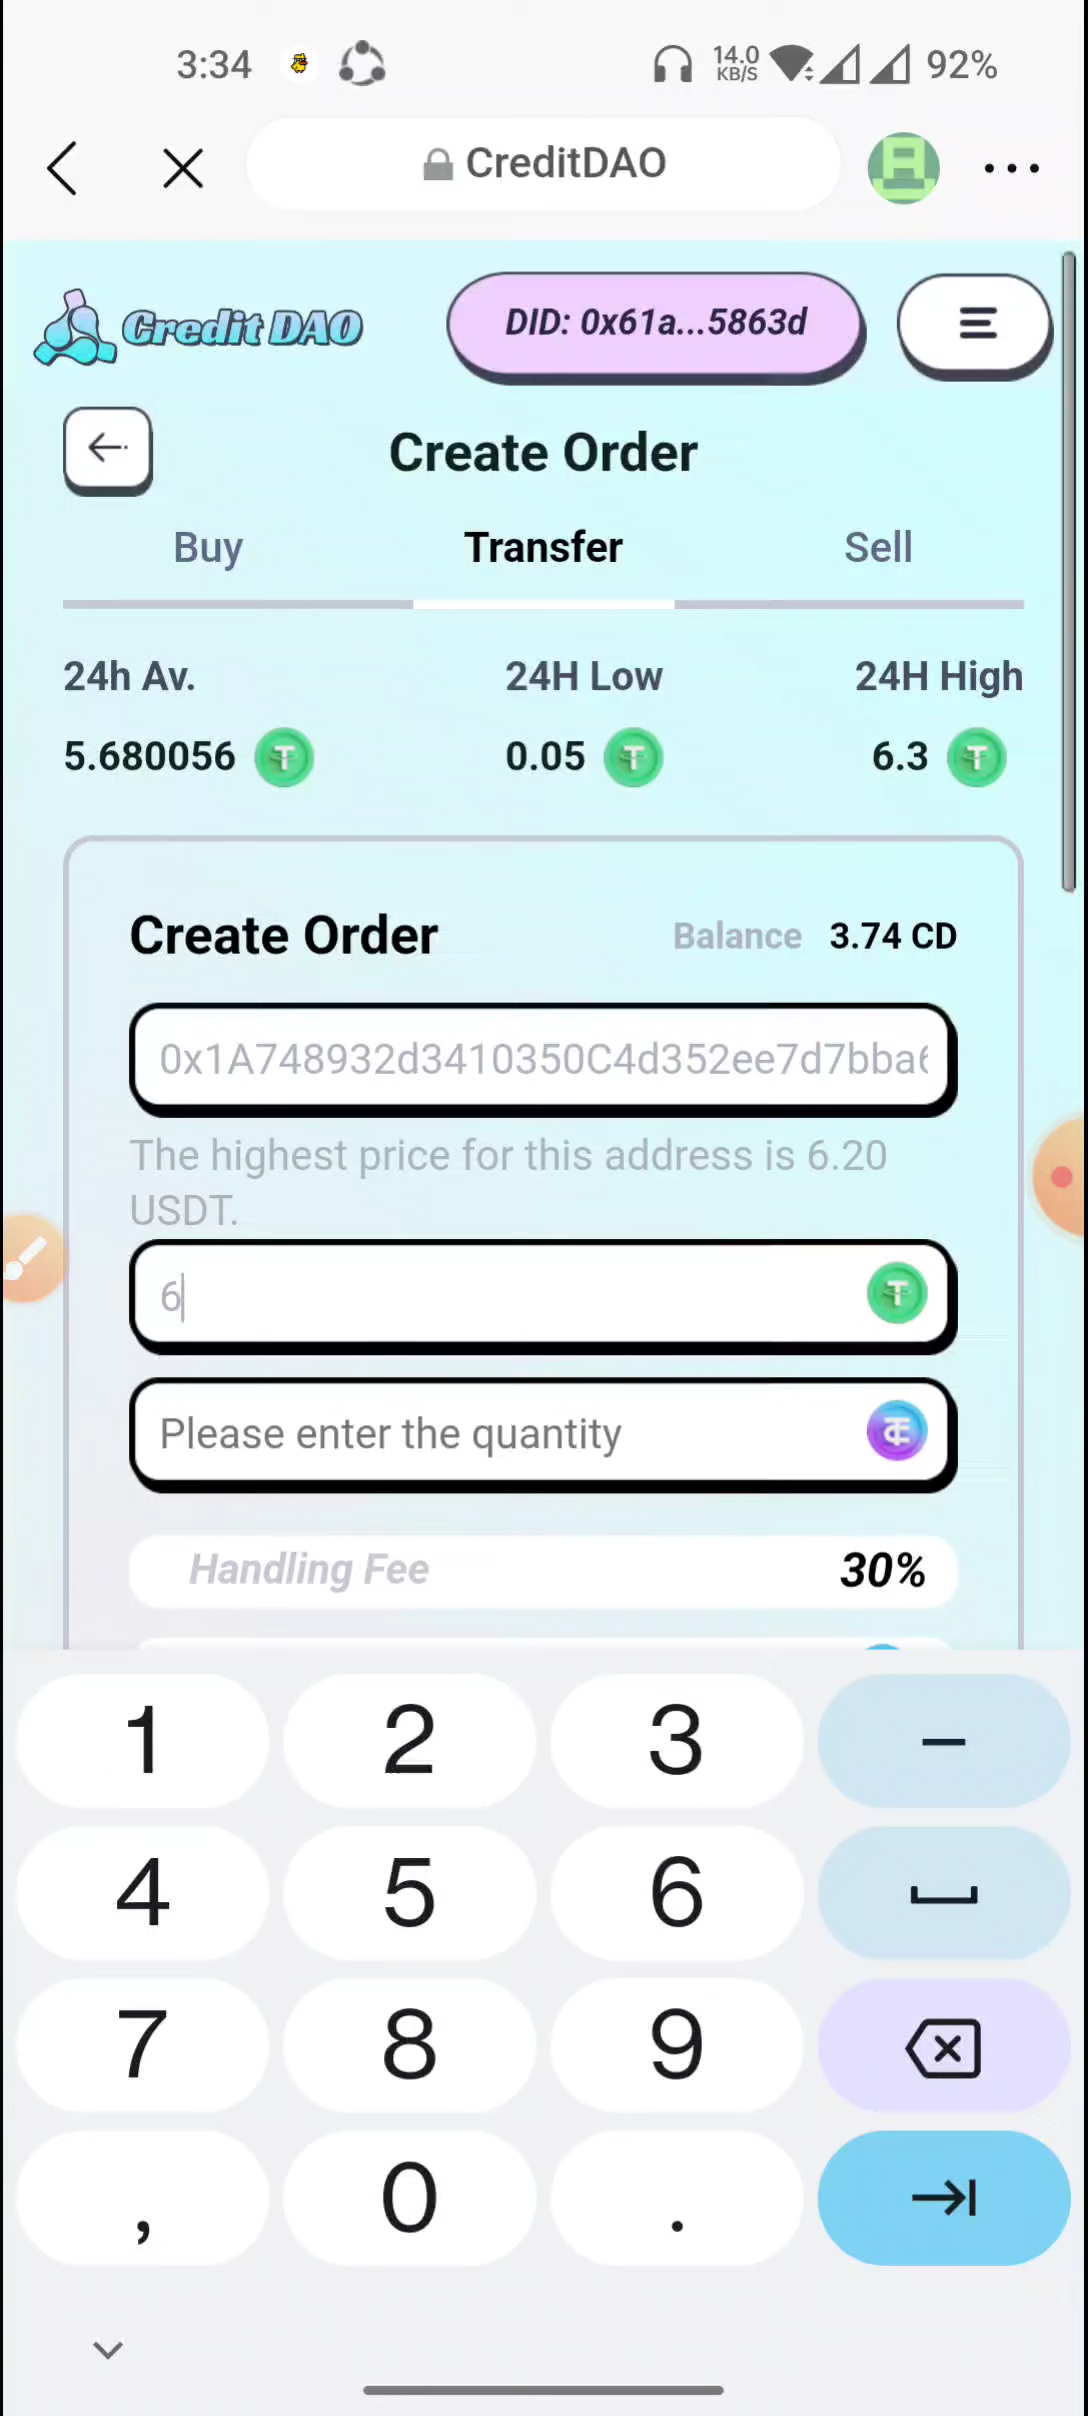 3:34
14.0
KB/S
92%
CreditDAO
Credit DAO
DID: 0x61a...5863d
Create Order
Buy
Transfer
Sell
24h Av.
24H Low
24H High
5.680056
0.05
6.3
Create Order
Balance 3.74 CD
0x1A748932d3410350C4d352ee7d7bba
The highest price for this address is 6.20
USDT.
6
Please enter the quantity
Handling Fee
30%
1
2
3
-
4
5
6
7
8
9
,
0
.